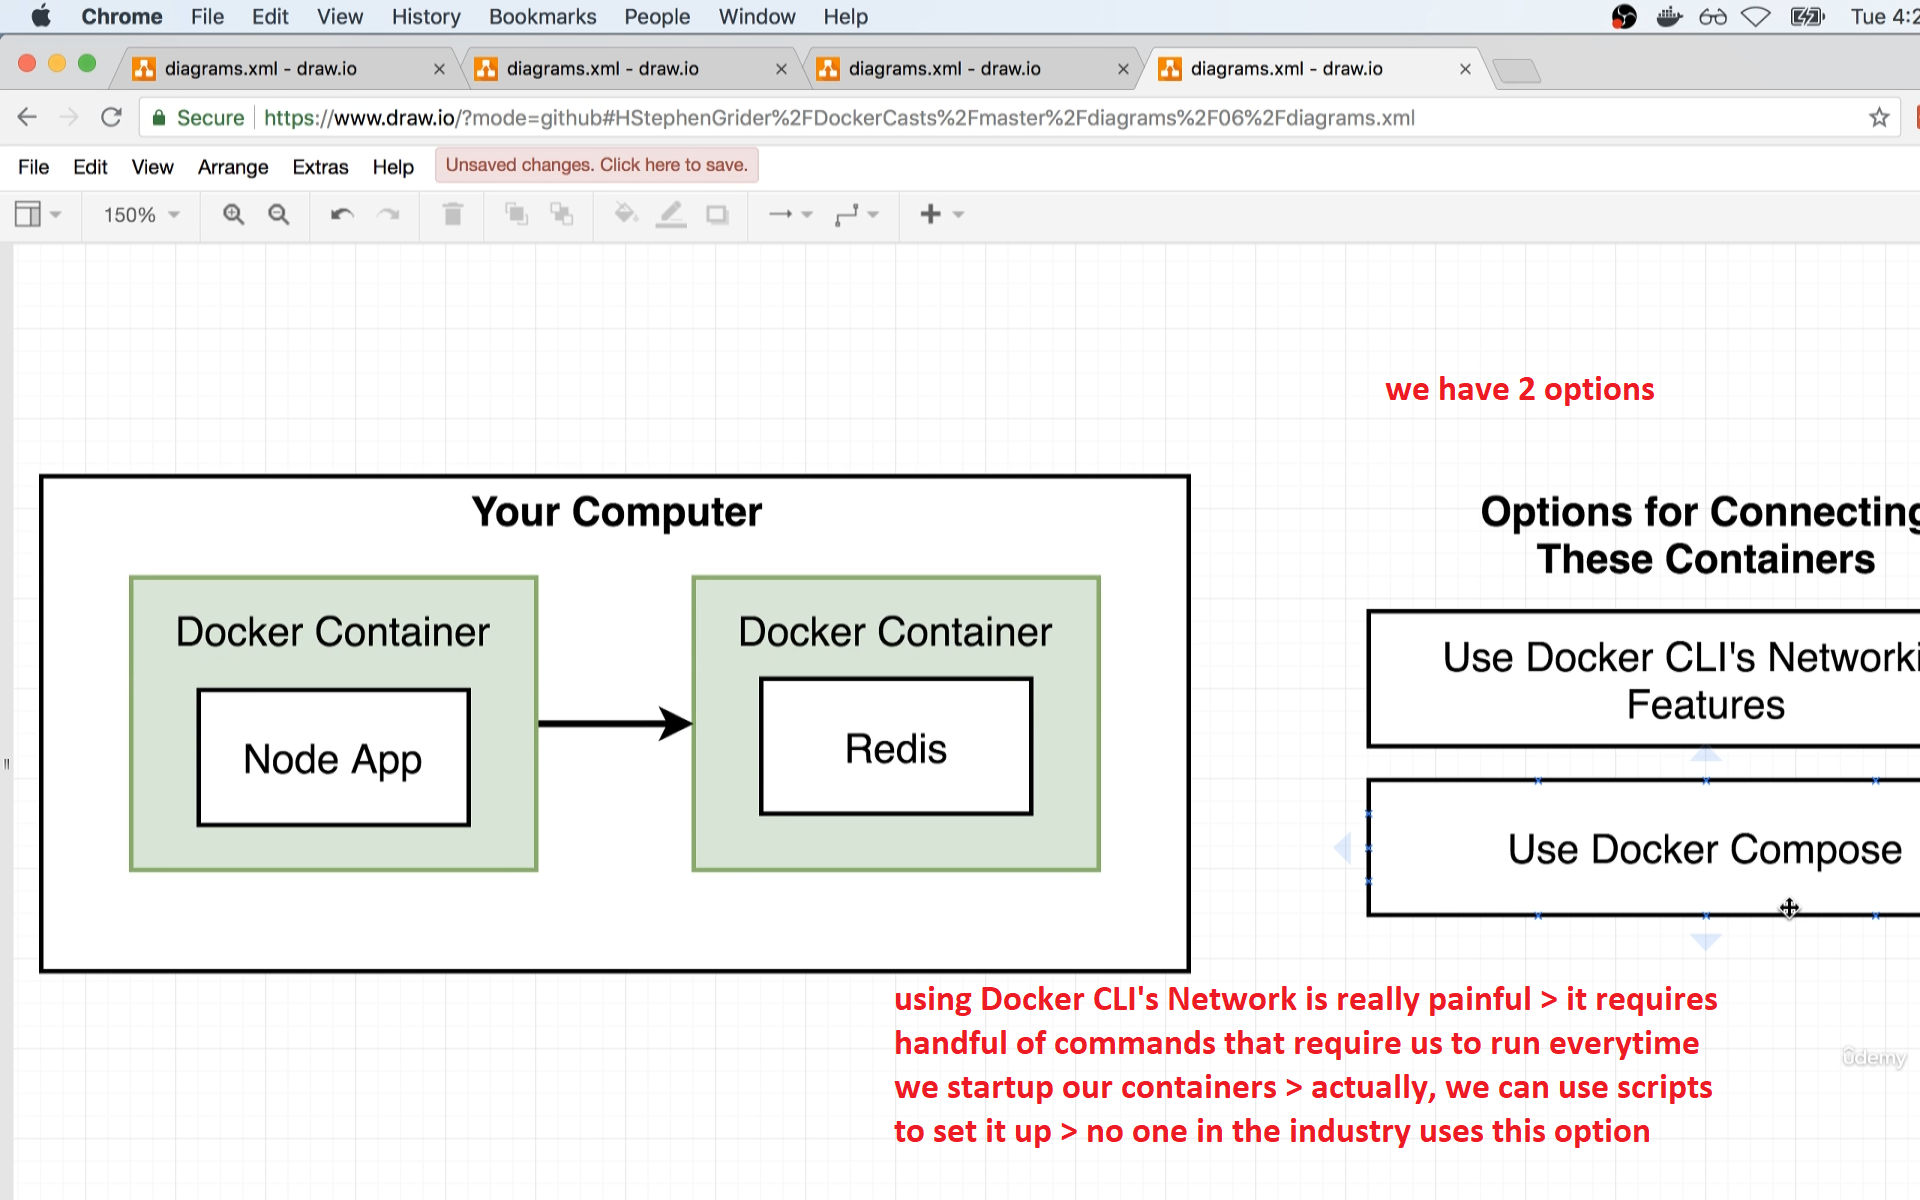 Chrome File Edit View History Bookmarks People Window Help Tue 4:2
diagrams.xml - draw.io diagrams.xml - draw.io diagrams.xml - draw.io diagrams.xml - draw.io
Secure https://www.draw.io/?mode=github#HStephenGrider%2FDockerCasts%2Fmaster%2Fdiagrams%2F06%2Fdiagrams.xml
File Edit View Arrange Extras Help Unsaved changes. Click here to save.
150%
we have 2 options
Your Computer
Docker Container
Node App
Docker Container
Redis
Options for Connecting
These Containers
Use Docker CLI's Networki
Features
Use Docker Compose
using Docker CLI's Network is really painful > it requires
handful of commands that require us to run everytime
we startup our containers > actually, we can use scripts
to set it up > no one in the industry uses this option
ûdemy